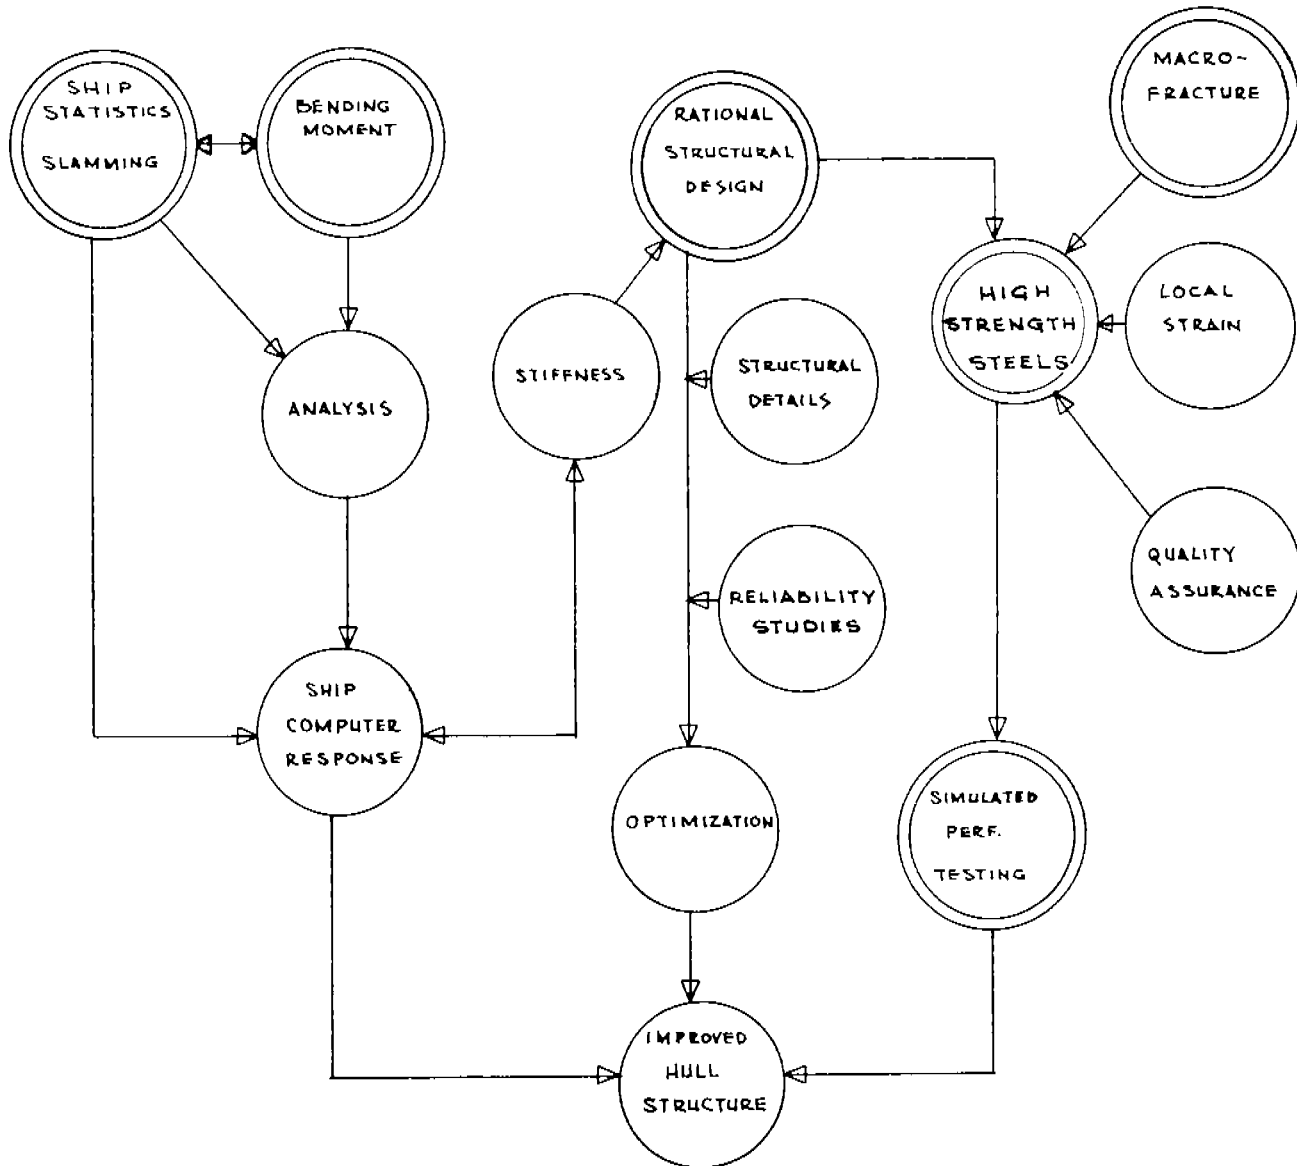 SHIP
STATISTICS
SLAMMING
BENDING
MOMENT
RATIONAL
STRUCTURAL
DESIGN
MACRO-
FRACTURE
HIGH
STRENGTH
STEELS
LOCAL
STRAIN
ANALYSIS
STIFFNESS
STRUCTURAL
DETAILS
QUALITY
ASSURANCE
RELIABILITY
STUDIES
SHIP
COMPUTER
RESPONSE
OPTIMIZATION
SIMULATED
PERF.
TESTING
IMPROVED
HULL
STRUCTURE